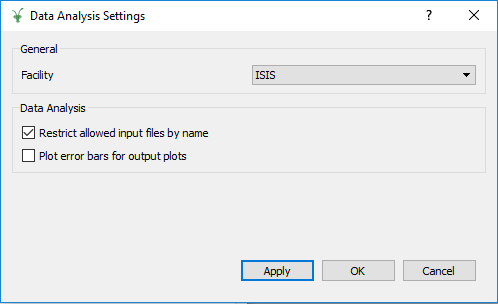 Data Analysis Settings
General
Facility ISIS
Data Analysis
Restrict allowed input files by name
Plot error bars for output plots
Apply OK Cancel